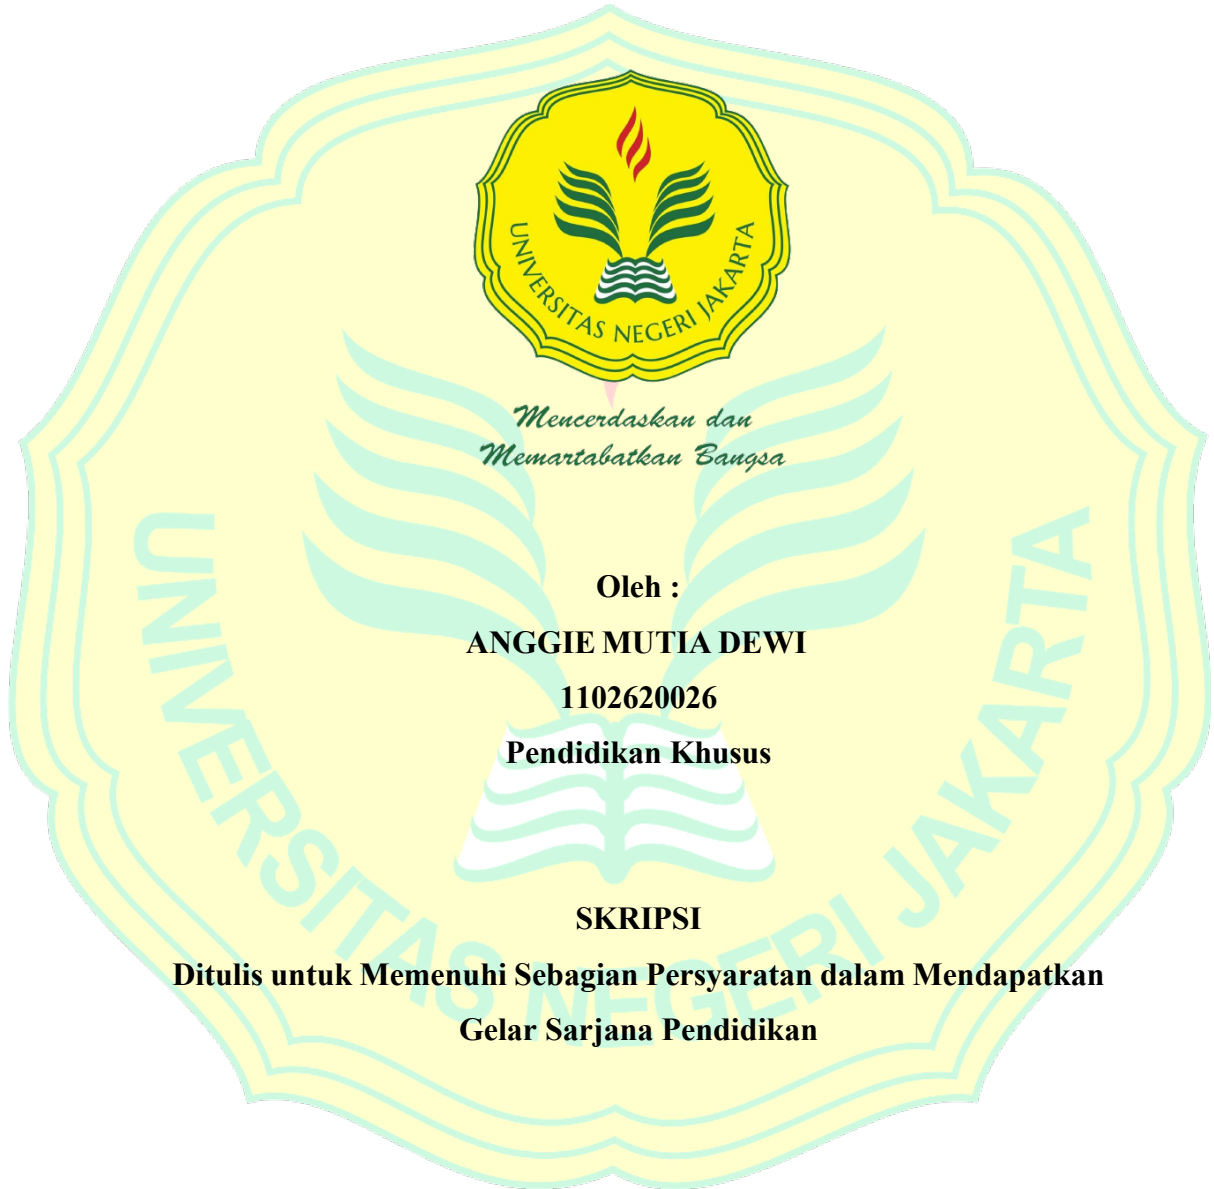 UNIVERSITAS NEGERI JAKARTA
Mencerdaskan dan
Memartabatkan Bangsa
Oleh :
ANGGIE MUTIA DEWI
1102620026
Pendidikan Khusus
SKRIPSI
Ditulis untuk Memenuhi Sebagian Persyaratan dalam Mendapatkan
Gelar Sarjana Pendidikan
UNIVERSITAS NEGERI JAKARTA